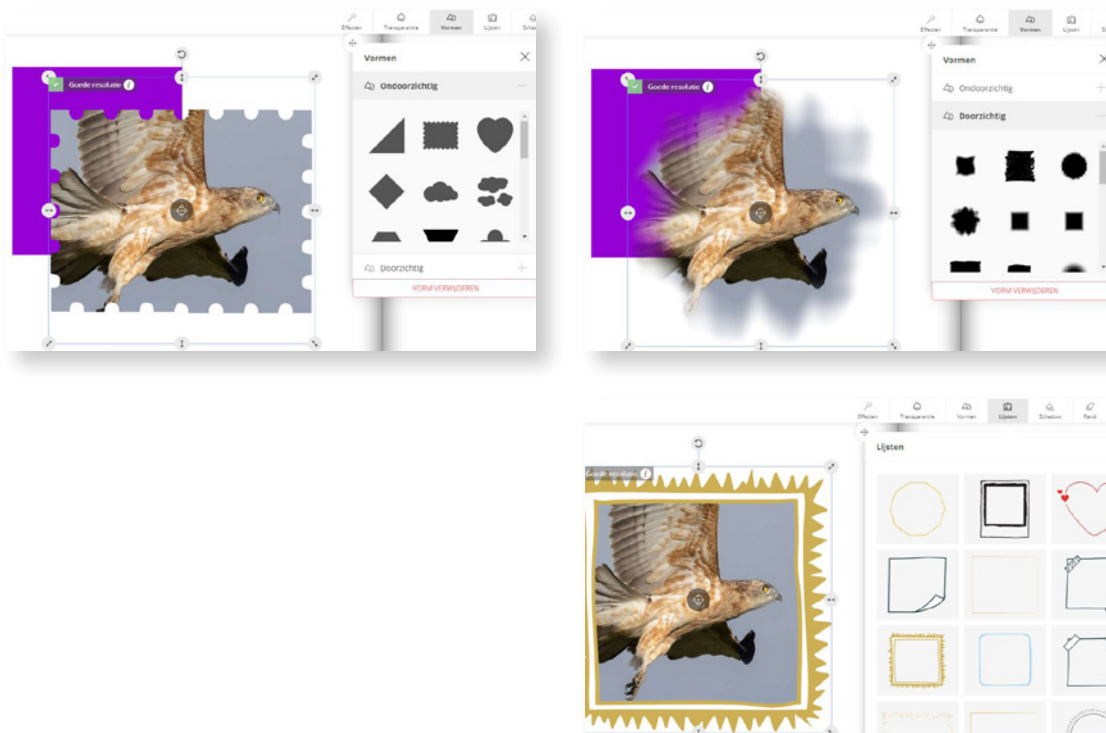 Effecten Transparantie Vormen Lijsten
Vormen
Ondoorzichtig
Goede resolutie i
Doorzichtig
VORM VERWIJDEREN
Effecten Transparantie Vormen Lijsten
Vormen
Ondoorzichtig
Goede resolutie i
Doorzichtig
VORM VERWIJDEREN
Effecten Transparantie Vormen Lijsten Schaduw Rand
Lijsten
Goede resolutie i